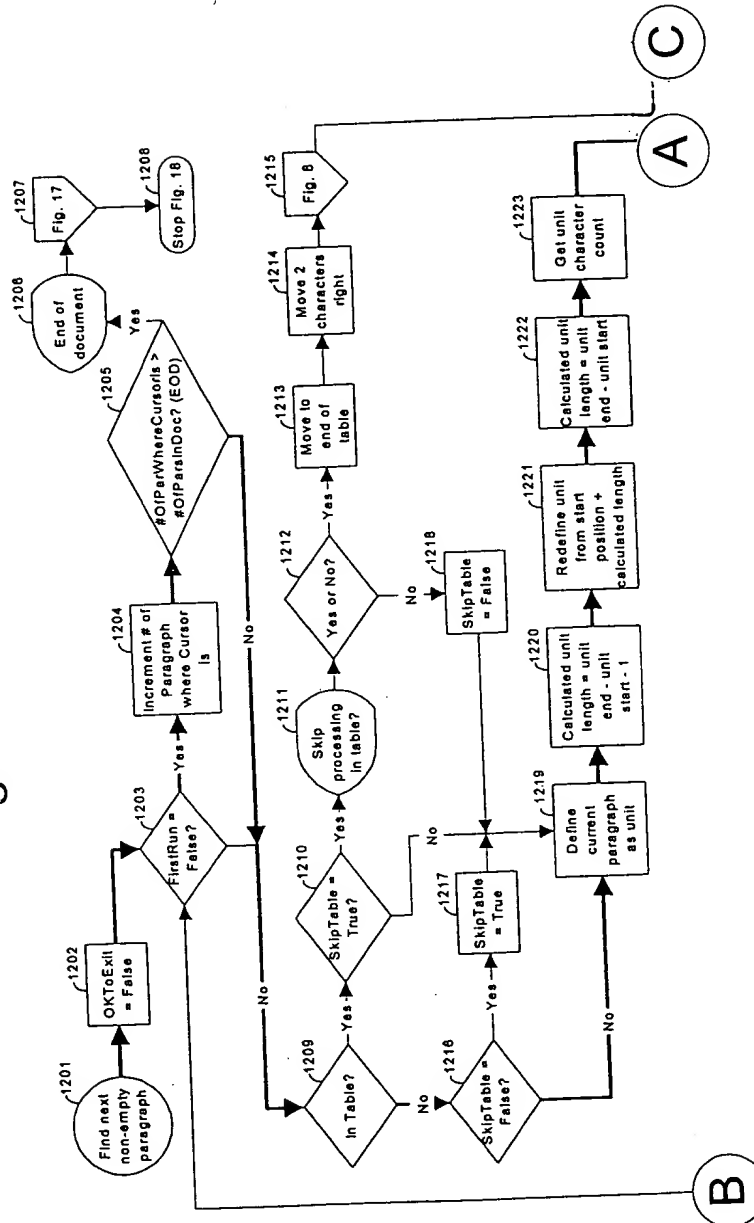 1201
Find next
non-empty
paragraph
1202
OKToExit
= False
1203
FirstRun =
False?
Yes
No
1204
Increment # of
Paragraph
where Cursor
is
1205
#OfParWhereCursorIs >
#OfParsInDoc? (EOD)
Yes
No
1206
End of
document
1207
Fig. 17
1208
Stop Fig. 18
1209
In Table?
Yes
No
1210
SkipTable =
True?
Yes
No
1211
Skip
processing
in table?
1212
Yes or No?
Yes
No
1213
Move to
end of
table
1214
Move 2
characters
right
1215
Fig. 8
C
1216
SkipTable =
False?
Yes
No
1217
SkipTable
= True
1218
SkipTable
= False
1219
Define
current
paragraph
as unit
1220
Calculated unit
length = unit
end - unit
start - 1
1221
Redefine unit
from start
position +
calculated length
1222
Calculated unit
length = unit
end - unit start
1223
Get unit
character
count
A
B